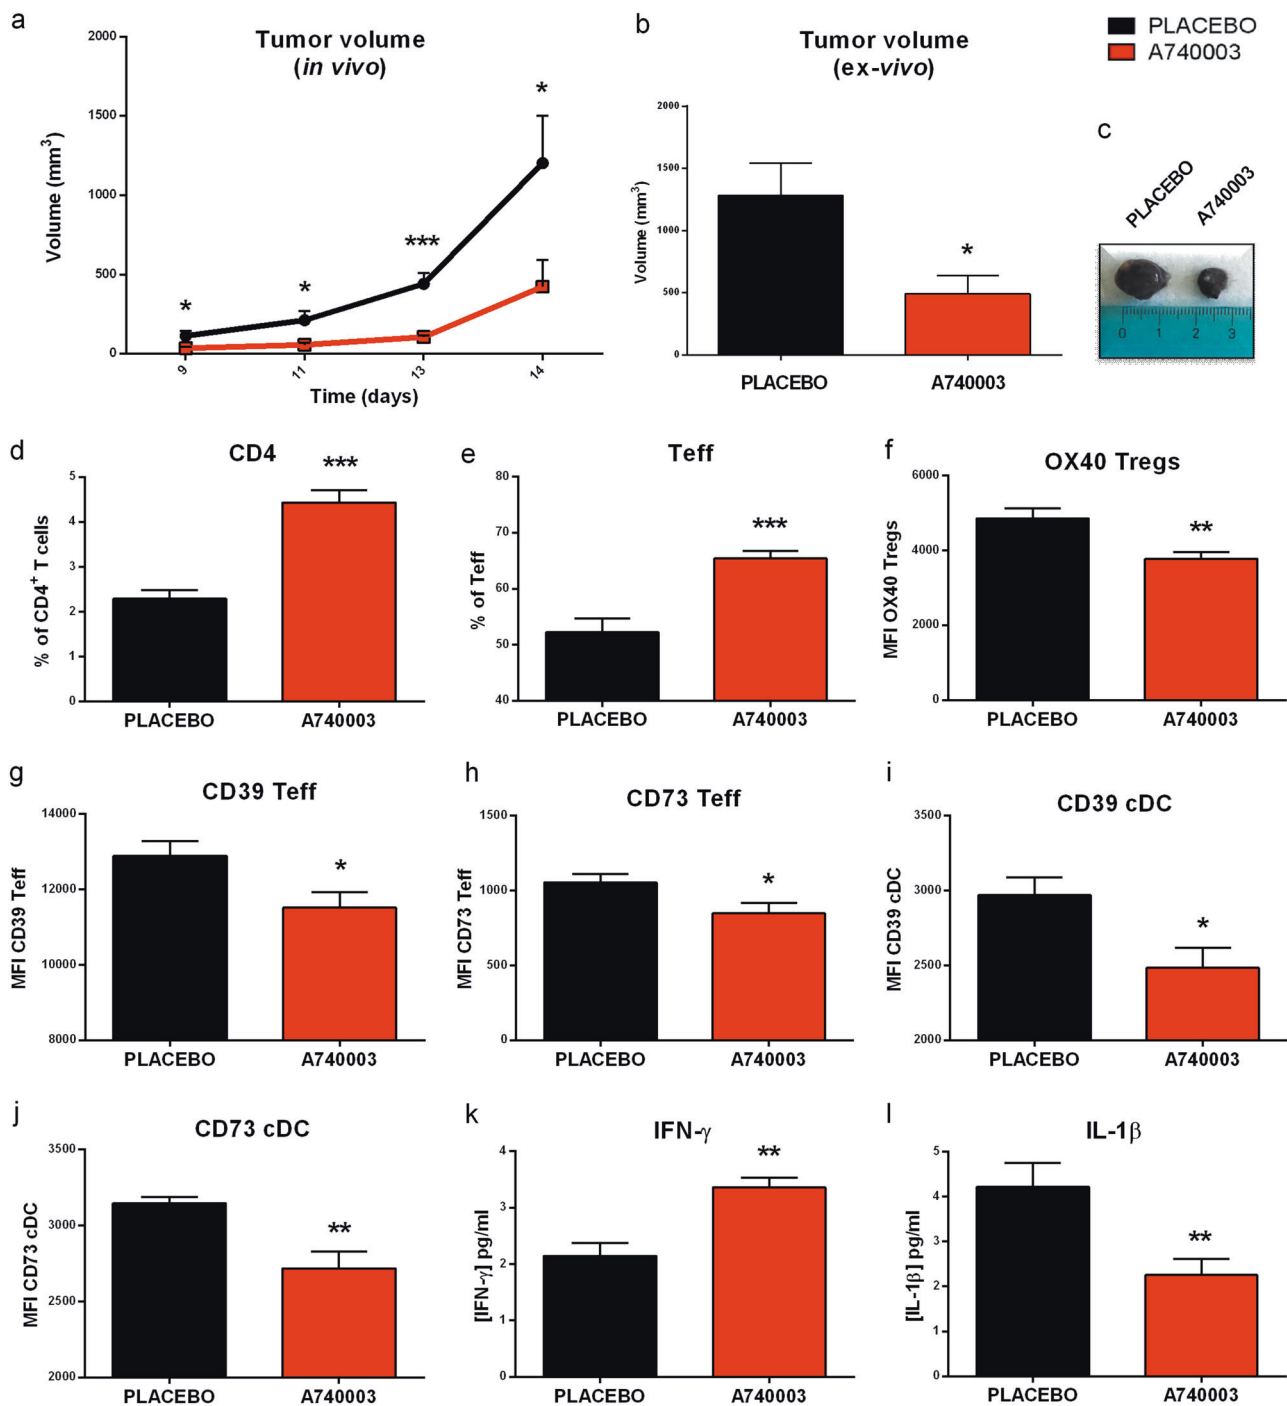 a
Tumor volume
(in vivo)
2000
1500
1000
500
0
Volume (mm³)
*
*
***
*
9
11
13
14
Time (days)
b
Tumor volume
(ex-vivo)
2000
1500
1000
500
0
Volume (mm³)
*
PLACEBO
A740003
PLACEBO
A740003
c
PLACEBO
A740003
0 1 2 3
d
CD4
***
5
4
3
2
1
0
% of CD4⁺ T cells
PLACEBO
A740003
e
Teff
***
80
70
60
50
40
% of Teff
PLACEBO
A740003
f
OX40 Tregs
**
6000
4000
2000
0
MFI OX40 Tregs
PLACEBO
A740003
g
CD39 Teff
*
14000
12000
10000
8000
MFI CD39 Teff
PLACEBO
A740003
h
CD73 Teff
*
1500
1000
500
0
MFI CD73 Teff
PLACEBO
A740003
i
CD39 cDC
*
3500
3000
2500
2000
MFI CD39 cDC
PLACEBO
A740003
j
CD73 cDC
**
3500
3000
2500
2000
MFI CD73 cDC
PLACEBO
A740003
k
IFN-γ
**
4
3
2
1
0
[IFN-γ] pg/ml
PLACEBO
A740003
l
IL-1β
**
5
4
3
2
1
0
[IL-1β] pg/ml
PLACEBO
A740003